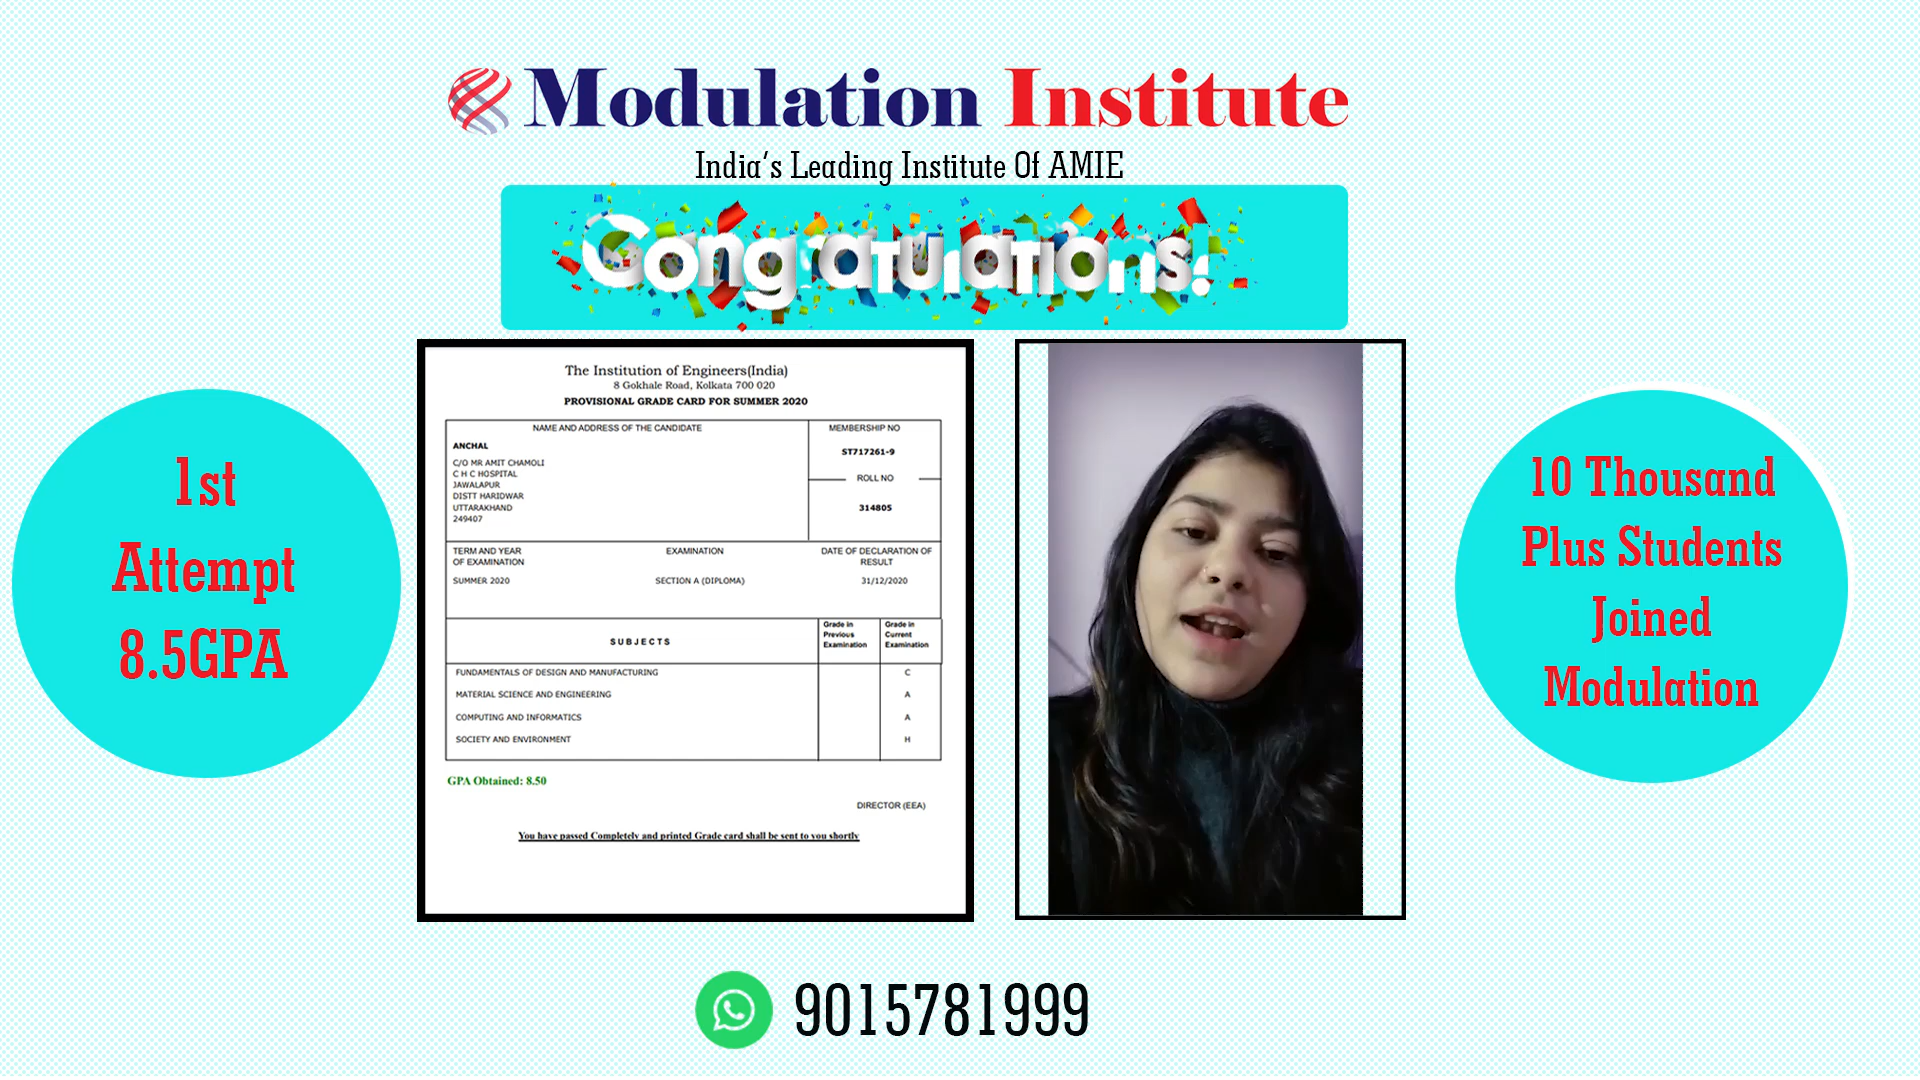 Modulation Institute
India's Leading Institute Of AMIE
Congratulations!
1st
Attempt
8.5GPA
The Institution of Engineers(India)
8 Gokhale Road, Kolkata 700 020
PROVISIONAL GRADE CARD FOR SUMMER 2020
NAME AND ADDRESS OF THE CANDIDATE
ANCHAL
C/O MR AMIT CHAMOLI
C H C HOSPITAL
JAWALAPUR
DISTT HARIDWAR
UTTARAKHAND
249407
MEMBERSHIP NO
ST717261-9
ROLL NO
314805
TERM AND YEAR
OF EXAMINATION
SUMMER 2020
EXAMINATION
SECTION A (DIPLOMA)
DATE OF DECLARATION OF
RESULT
31/12/2020
SUBJECTS
Grade in
Previous
Examination
Grade in
Current
Examination
FUNDAMENTALS OF DESIGN AND MANUFACTURING C
MATERIAL SCIENCE AND ENGINEERING A
COMPUTING AND INFORMATICS A
SOCIETY AND ENVIRONMENT H
GPA Obtained: 8.50
DIRECTOR (EEA)
You have passed Completely and printed Grade card shall be sent to you shortly
10 Thousand
Plus Students
Joined
Modulation
9015781999